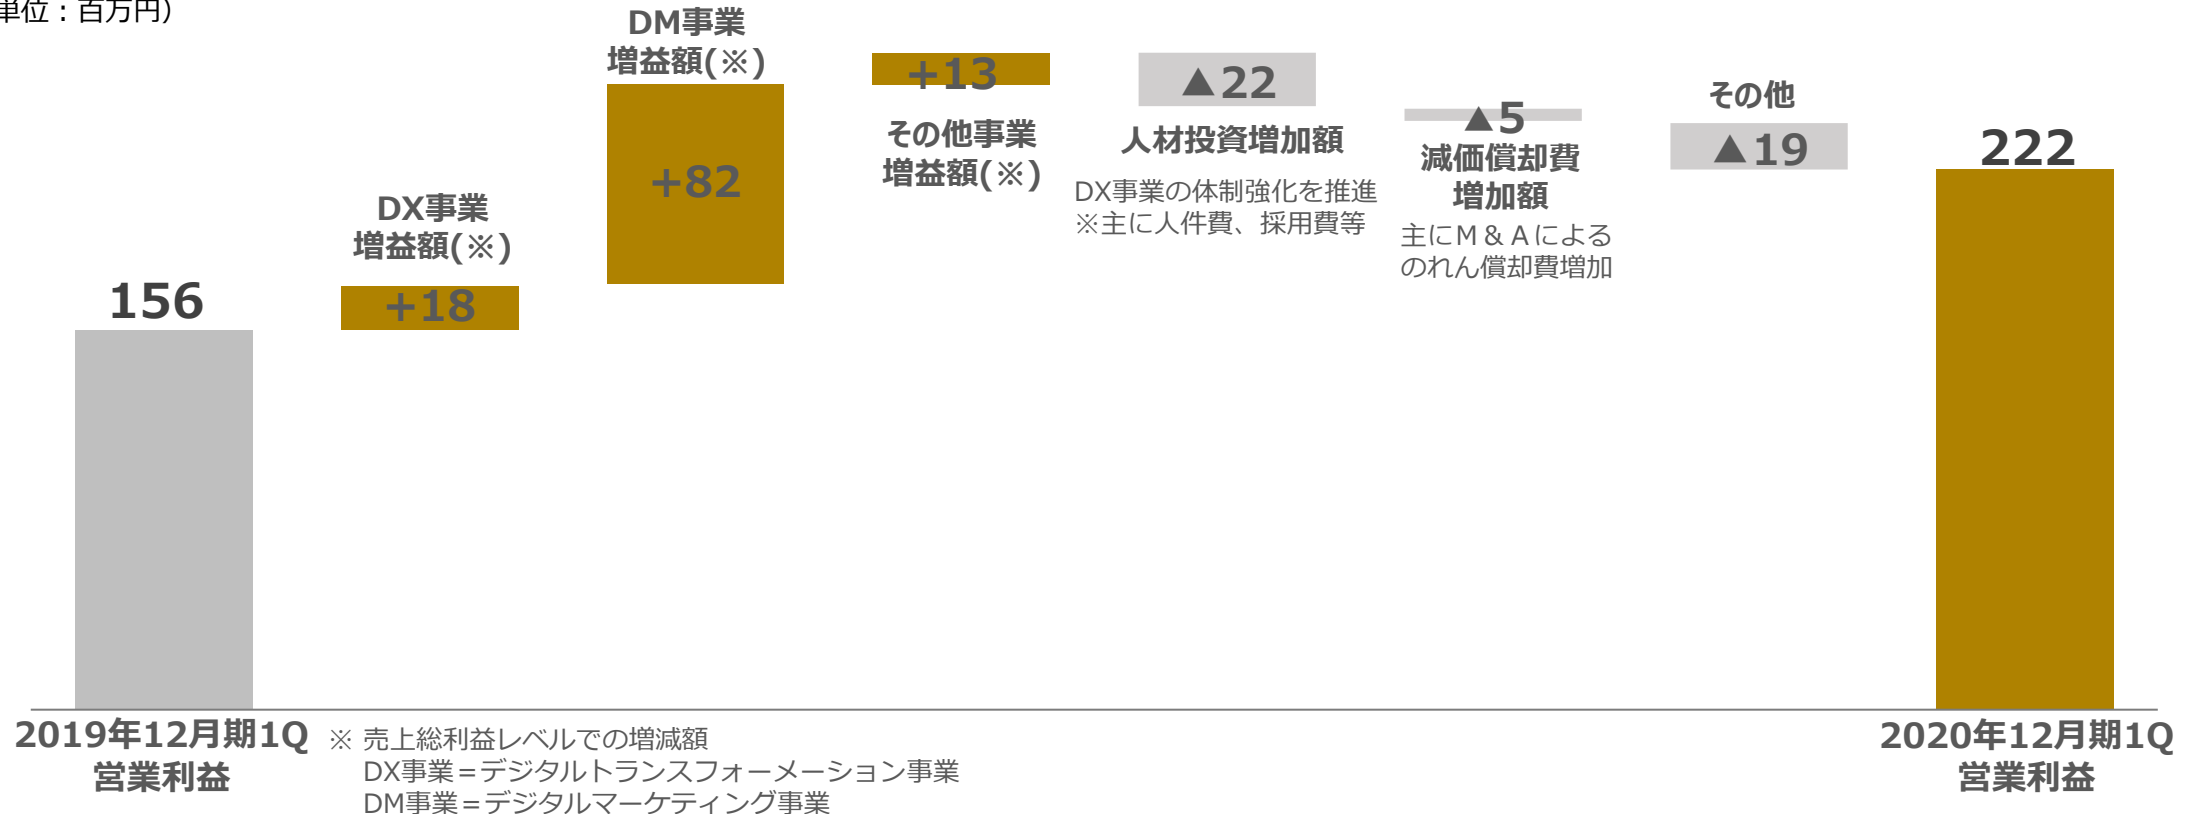 単位：百万円）
156
2019年12月期1Q
営業利益
DX事業
増益額(※)
+18
DM事業
増益額(※)
+82
+13
その他事業
増益額(※)
▲22
人材投資増加額
DX事業の体制強化を推進
※主に人件費、採用費等
▲5
減価償却費
増加額
主にM&Aによる
のれん償却費増加
その他
▲19
222
2020年12月期1Q
営業利益
※ 売上総利益レベルでの増減額
DX事業＝デジタルトランスフォーメーション事業
DM事業＝デジタルマーケティング事業